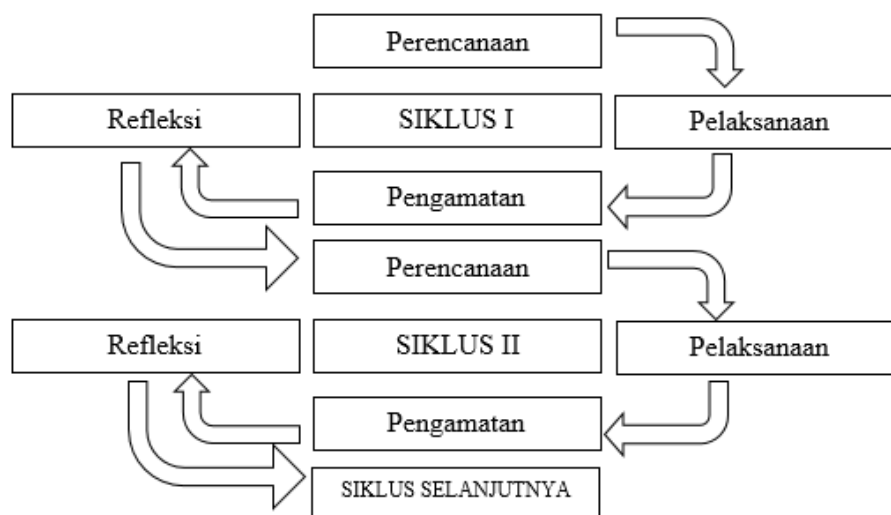 Perencanaan
Refleksi
SIKLUS I
Pelaksanaan
Pengamatan
Perencanaan
Refleksi
SIKLUS II
Pelaksanaan
Pengamatan
SIKLUS SELANJUTNYA